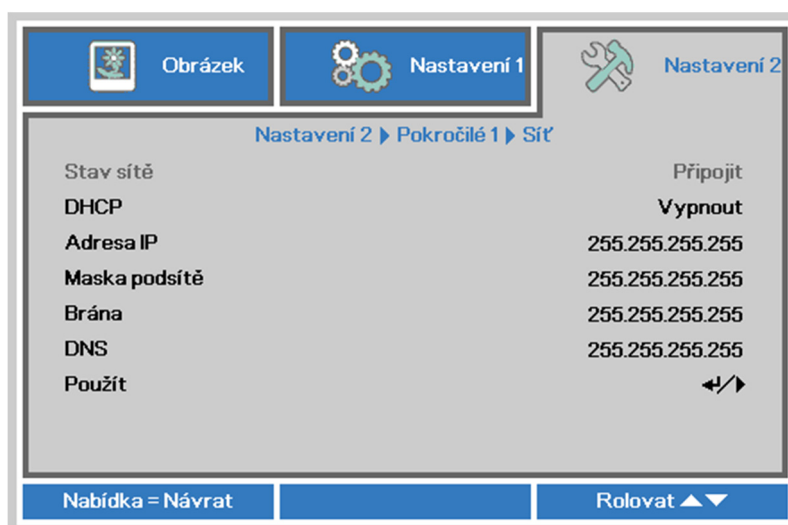 Obrázek
Nastavení 1
Nastavení 2
Nastavení 2 Pokročilé 1 Síť
Stav sítě Připojit
DHCP Vypnout
Adresa IP 255.255.255.255
Maska podsítě 255.255.255.255
Brána 255.255.255.255
DNS 255.255.255.255
Použít
Nabídka = Návrat
Rolovat